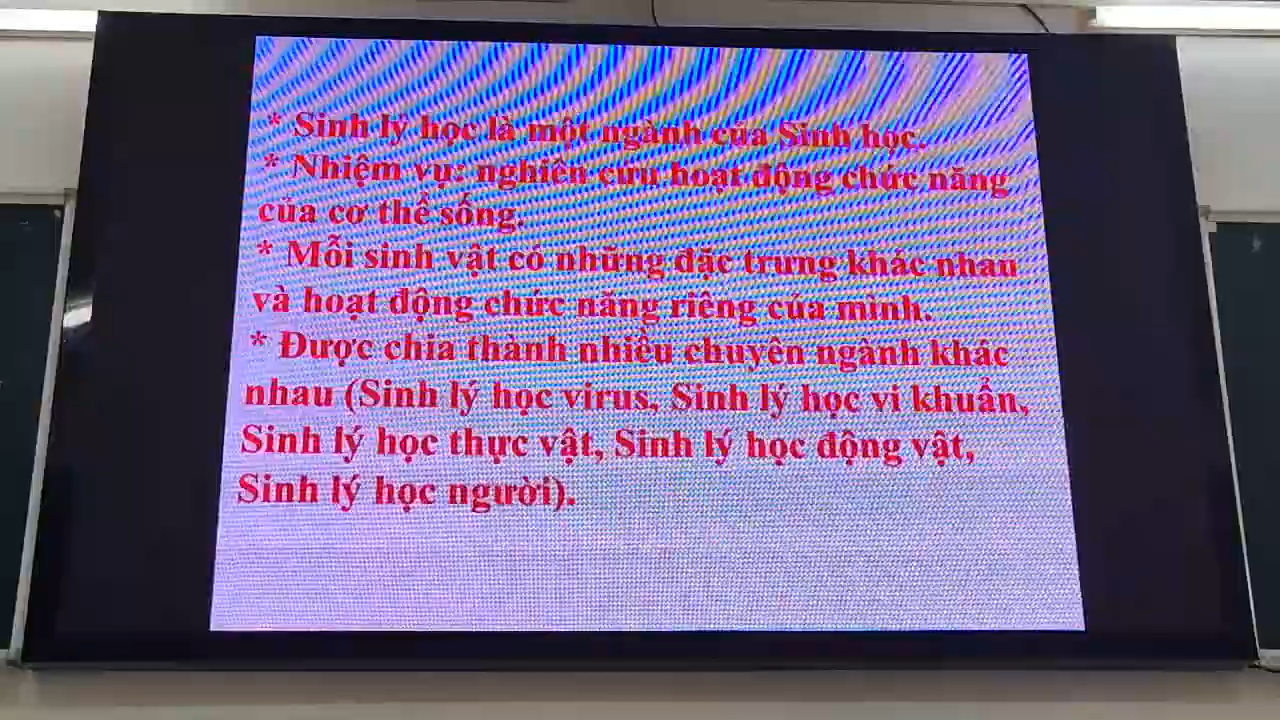 * Sinh lý học là một ngành của Sinh học.
* Nhiệm vụ: nghiên cứu hoạt động chức năng
của cơ thể sống.
* Mỗi sinh vật có những đặc trưng khác nhau
và hoạt động chức năng riêng của mình.
* Được chia thành nhiều chuyên ngành khác
nhau (Sinh lý học virus, Sinh lý học vi khuẩn,
Sinh lý học thực vật, Sinh lý học động vật,
Sinh lý học người).